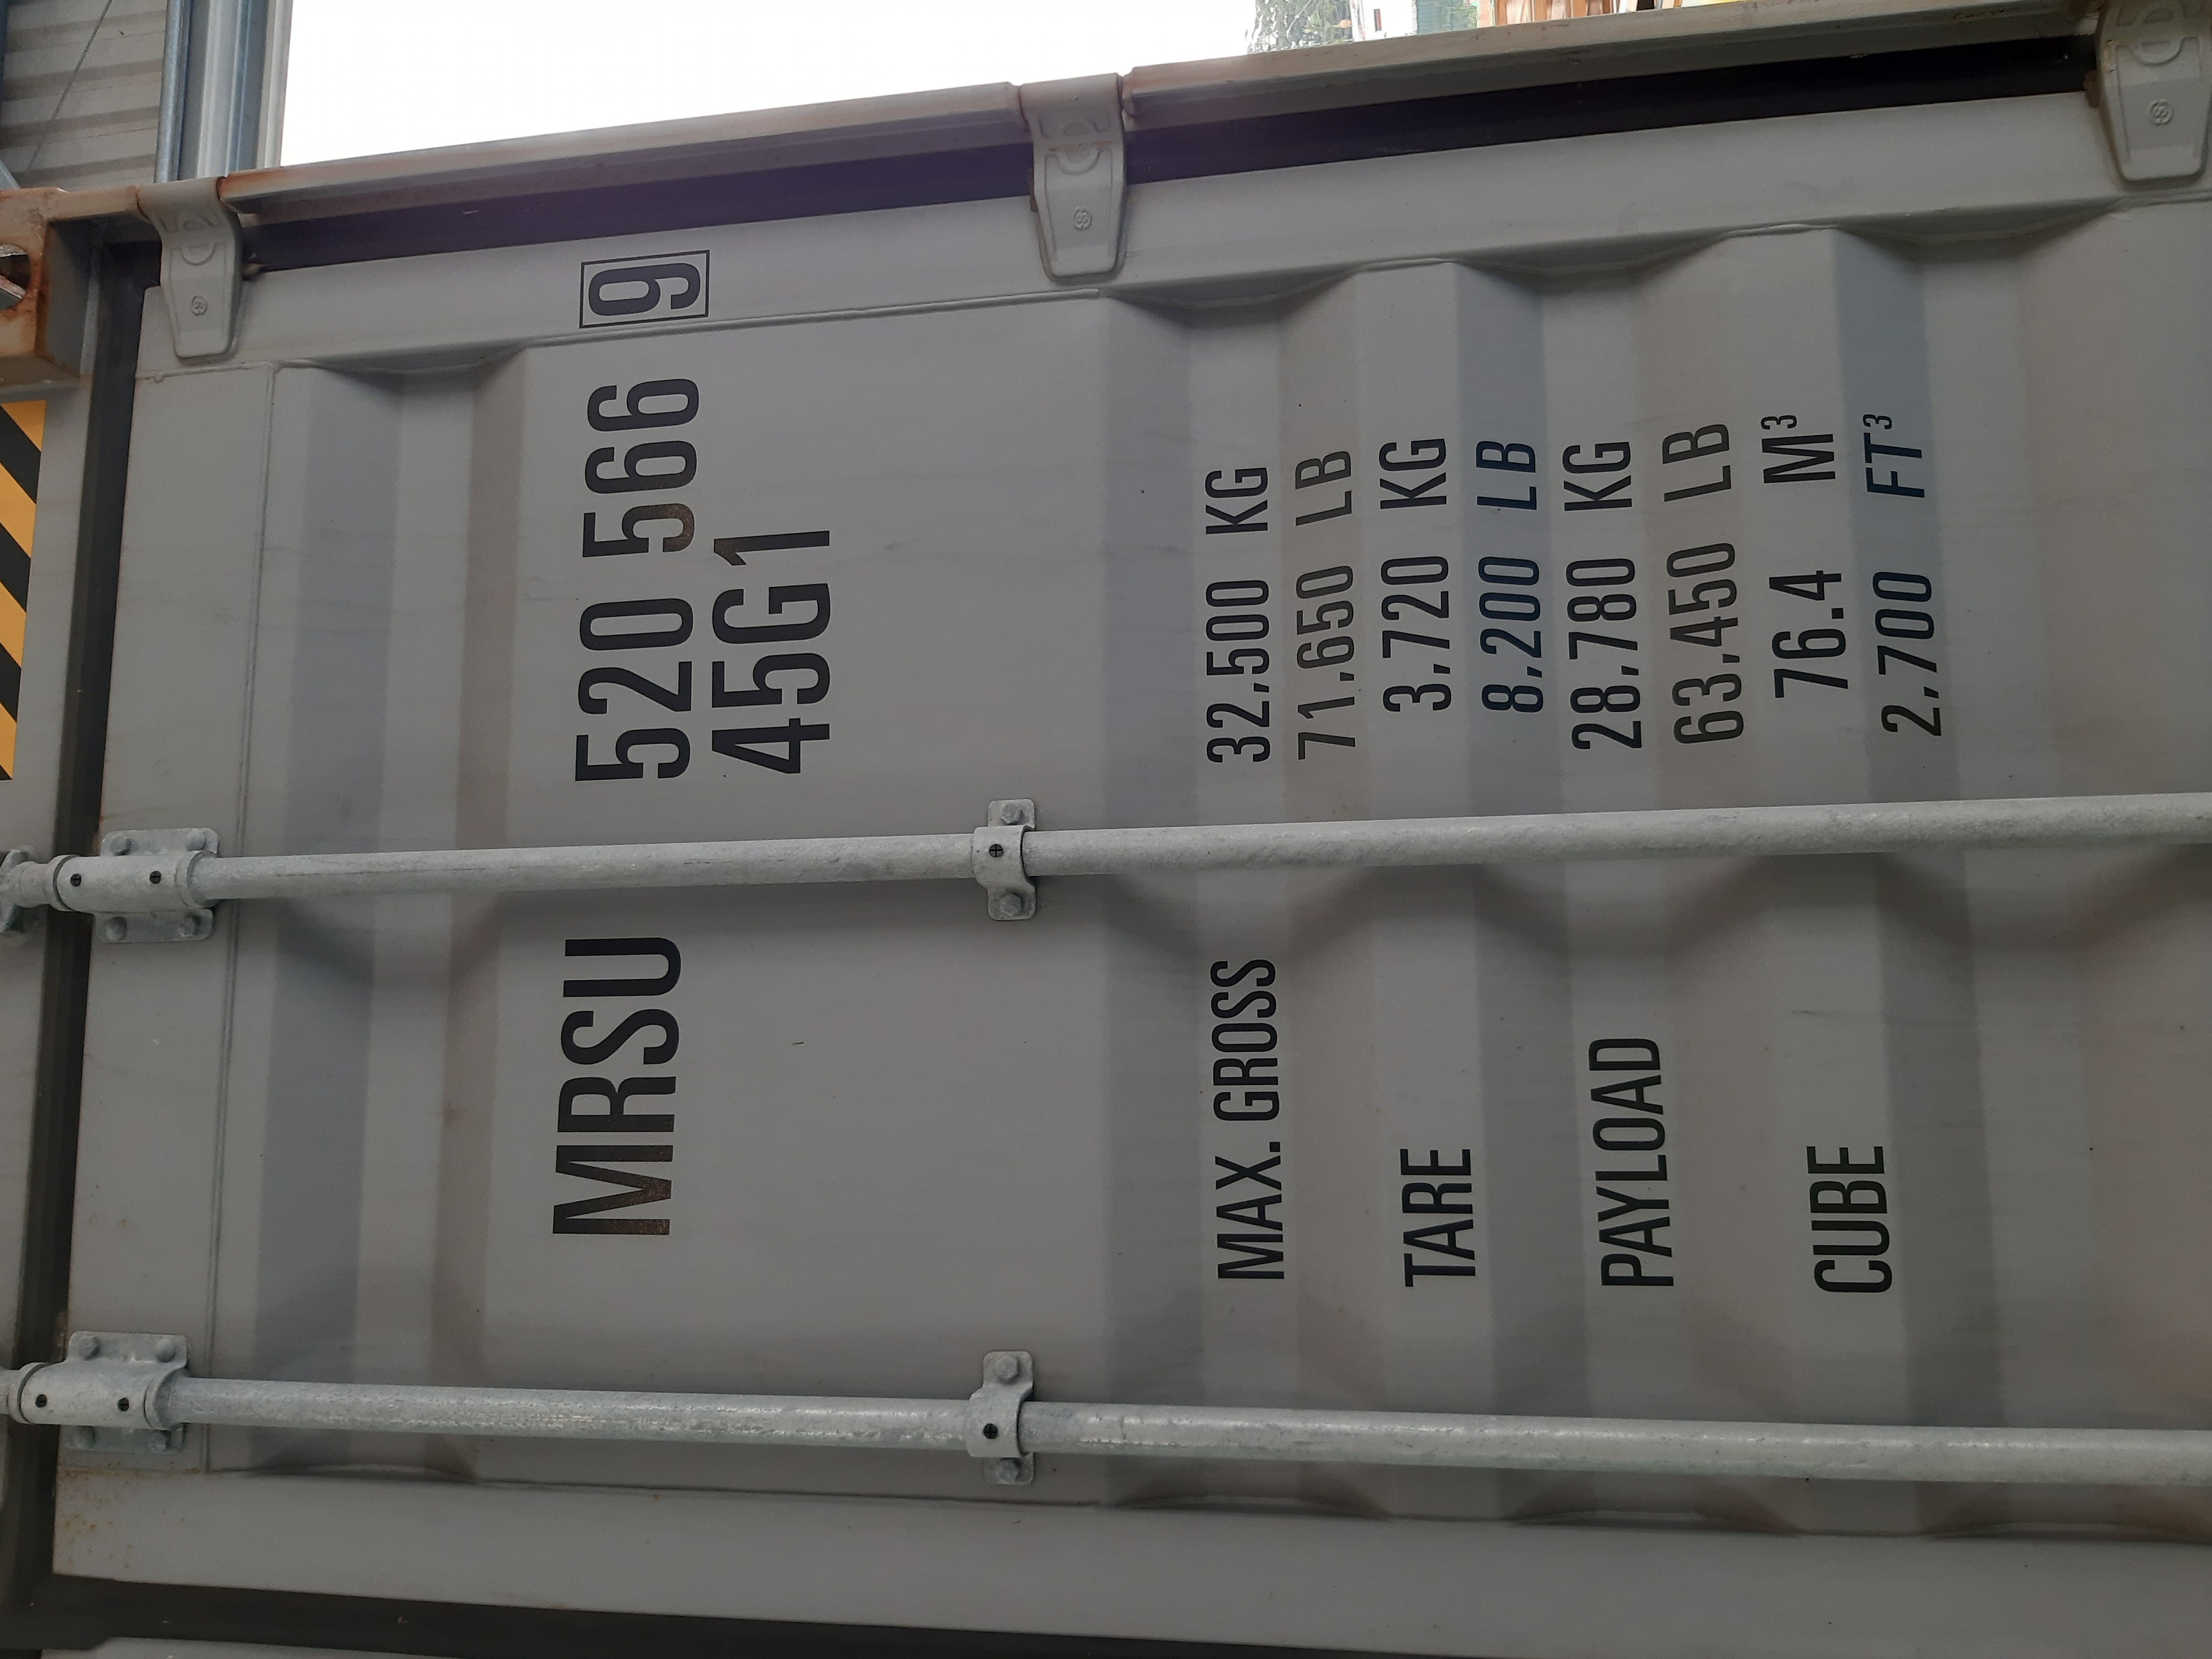 MRSU 520 566 9
45G1
MAX. GROSS 32.500 KG
71.650 LB
TARE 3.720 KG
8.200 LB
PAYLOAD 28.780 KG
63.450 LB
CUBE 76.4 M³
2.700 FT³